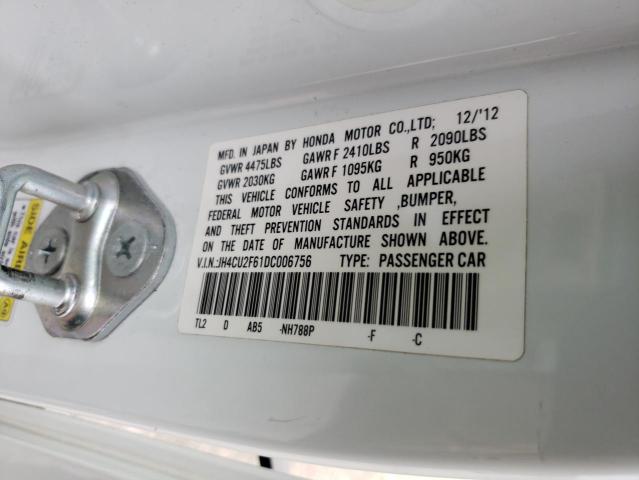 MFD. IN JAPAN BY HONDA MOTOR CO.,LTD; 12/'12
GVWR 4475LBS GAWR F 2410LBS R 2090LBS
GVWR 2030KG GAWR F 1095KG R 950KG
THIS VEHICLE CONFORMS TO ALL APPLICABLE
FEDERAL MOTOR VEHICLE SAFETY ,BUMPER,
AND THEFT PREVENTION STANDARDS IN EFFECT
ON THE DATE OF MANUFACTURE SHOWN ABOVE.
V.I.N.:JH4CU2F61DC006756 TYPE: PASSENGER CAR
TL2 D AB5 -NH788P -F -C
SIDE AIRB